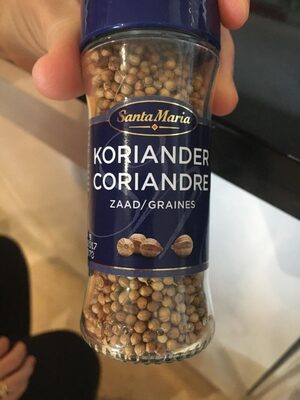 Santa Maria
KORIANDER
CORIANDRE
ZAAD/GRAINES